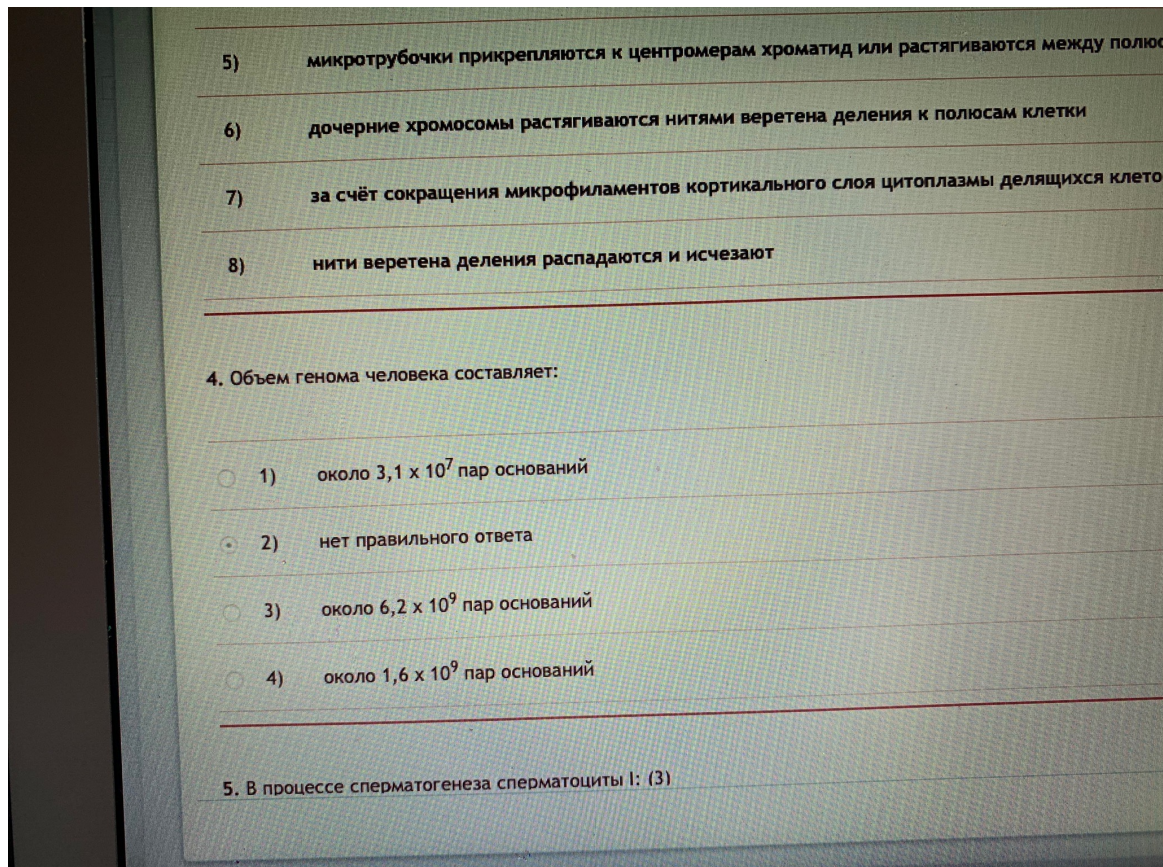 5) микротрубочки прикрепляются к центромерам хроматид или растягиваются между
6) дочерние хромосомы растягиваются нитями веретена деления к полюсам клетки
7) за счёт сокращения микрофиламентов кортикального слоя цитоплазмы делящихся
8) нити веретена деления распадаются и исчезают
4. Объем генома человека составляет:
1) около 3,1 x 10⁷ пар оснований
2) нет правильного ответа
3) около 6,2 x 10⁹ пар оснований
4) около 1,6 x 10⁹ пар оснований
5. В процессе сперматогенеза сперматоциты I: (3)